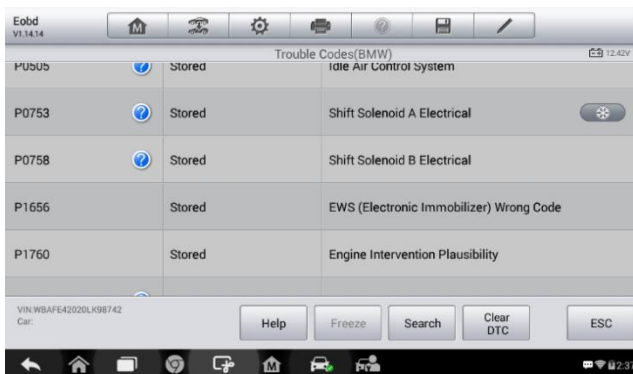 Eobd
V1.14.14
Trouble Codes(BMW)
12.42V
P0505 Stored Idle Air Control System
P0753 Stored Shift Solenoid A Electrical
P0758 Stored Shift Solenoid B Electrical
P1656 Stored EWS (Electronic Immobilizer) Wrong Code
P1760 Stored Engine Intervention Plausibility
VIN:WBAFE42020LK98742
Car:
Help
Freeze
Search
Clear
DTC
ESC
2:37